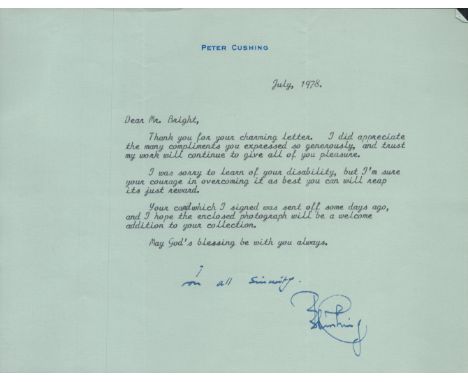 PETER CUSHING
July, 1978.
Dear Mr. Bright,
Thank you for your charming letter. I did appreciate
the many compliments you expressed so generously, and trust
my work will continue to give all of you pleasure.
I was sorry to learn of your disability, but I'm sure
your courage in overcoming it as best you can will reap
its just reward.
Your cardwhich I signed was sent off some days ago,
and I hope the enclosed photograph will be a welcome
addition to your collection.
May God's blessing be with you always.
In all sincerity.